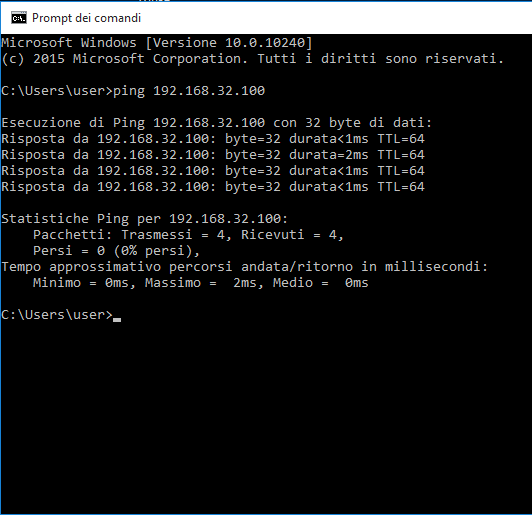 Prompt dei comandi
Microsoft Windows [Versione 10.0.10240]
(c) 2015 Microsoft Corporation. Tutti i diritti sono riservati.
C:\Users\user>ping 192.168.32.100
Esecuzione di Ping 192.168.32.100 con 32 byte di dati:
Risposta da 192.168.32.100: byte=32 durata<1ms TTL=64
Risposta da 192.168.32.100: byte=32 durata=2ms TTL=64
Risposta da 192.168.32.100: byte=32 durata<1ms TTL=64
Risposta da 192.168.32.100: byte=32 durata<1ms TTL=64
Statistiche Ping per 192.168.32.100:
    Pacchetti: Trasmessi = 4, Ricevuti = 4,
    Persi = 0 (0% persi),
Tempo approssimativo percorsi andata/ritorno in millisecondi:
    Minimo = 0ms, Massimo =  2ms, Medio =  0ms
C:\Users\user>